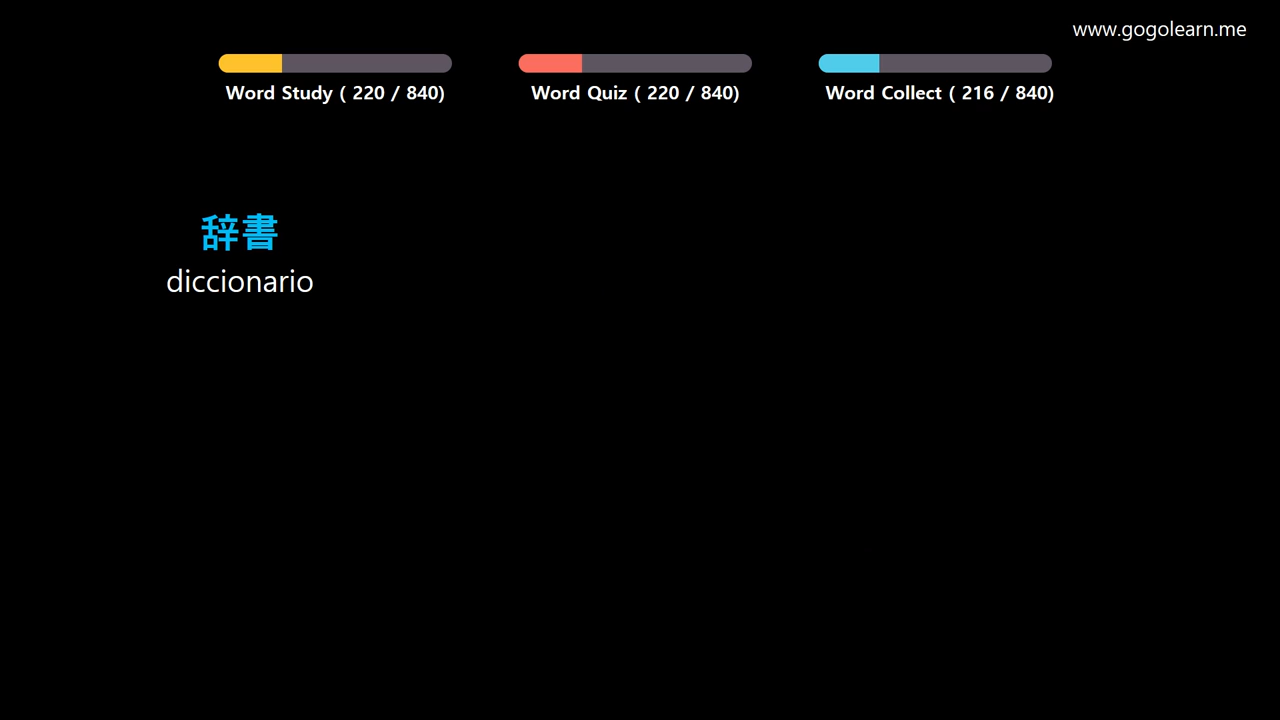 www.gogolearn.me
Word Study ( 220 / 840)
Word Quiz ( 220 / 840)
Word Collect ( 216 / 840)
辞書
diccionario